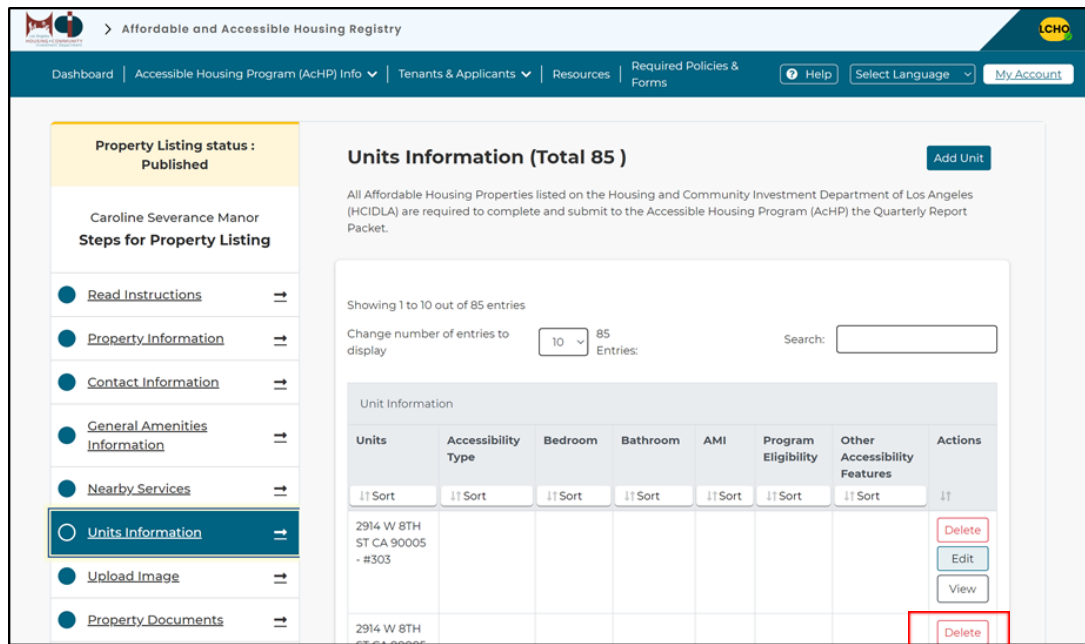 Affordable and Accessible Housing Registry
LCHO
Dashboard
Accessible Housing Program (AcHP) Info
Tenants & Applicants
Resources
Required Policies &
Forms
Help
Select Language
My Account
Property Listing status :
Published
Caroline Severance Manor
Steps for Property Listing
Read Instructions
Property Information
Contact Information
General Amenities
Information
Nearby Services
Units Information
Upload Image
Property Documents
Units Information (Total 85 )
Add Unit
All Affordable Housing Properties listed on the Housing and Community Investment Department of Los Angeles
(HCIDLA) are required to complete and submit to the Accessible Housing Program (AcHP) the Quarterly Report
Packet.
Showing 1 to 10 out of 85 entries
Change number of entries to
display
10
85
Entries:
Search:
Unit Information
Units
Accessibility
Type
Bedroom
Bathroom
AMI
Program
Eligibility
Other
Accessibility
Features
Actions
Sort
Sort
Sort
Sort
Sort
Sort
Sort
2914 W 8TH
ST CA 90005
- #303
Delete
Edit
View
2914 W 8TH
ST CA 90005
Delete